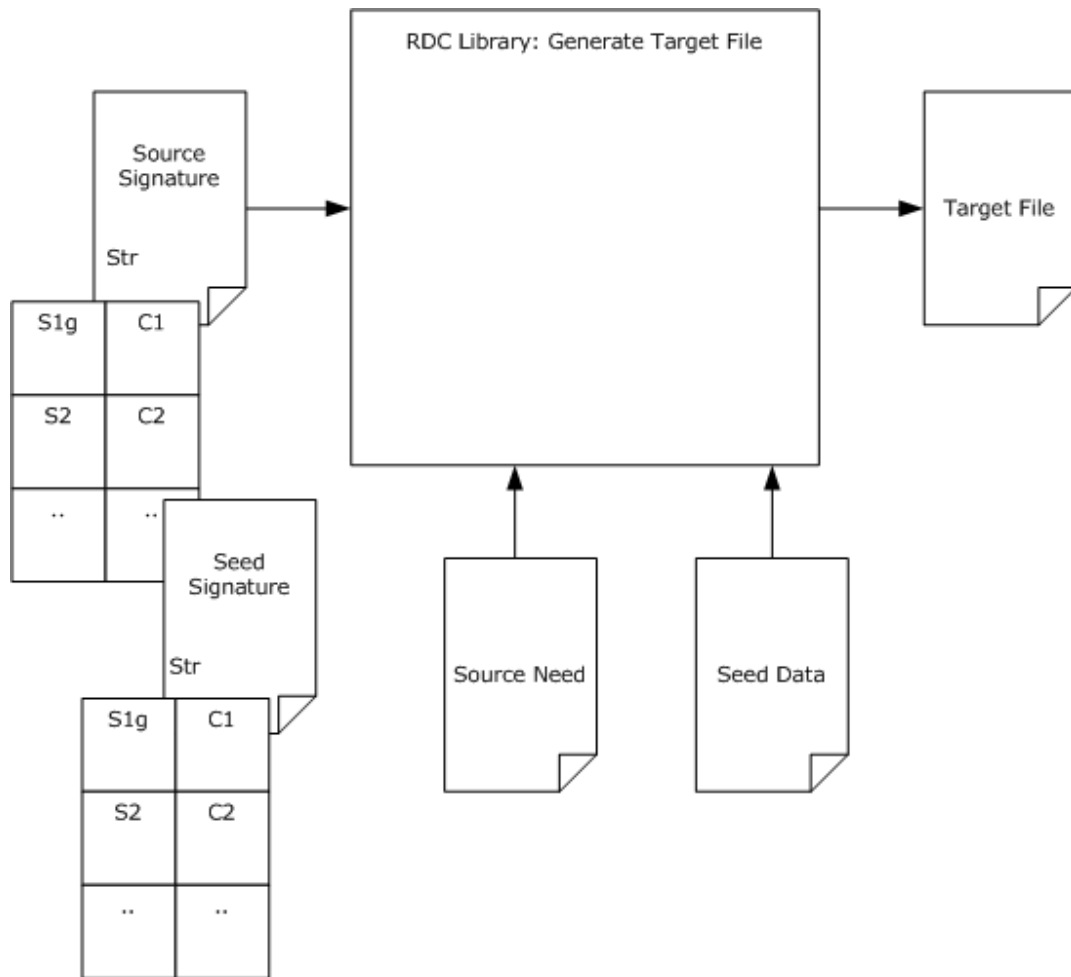 RDC Library: Generate Target File
Source
Signature
Str
S1g C1
S2 C2
.. ..
Target File
Seed
Signature
Str
S1g C1
S2 C2
.. ..
Source Need
Seed Data